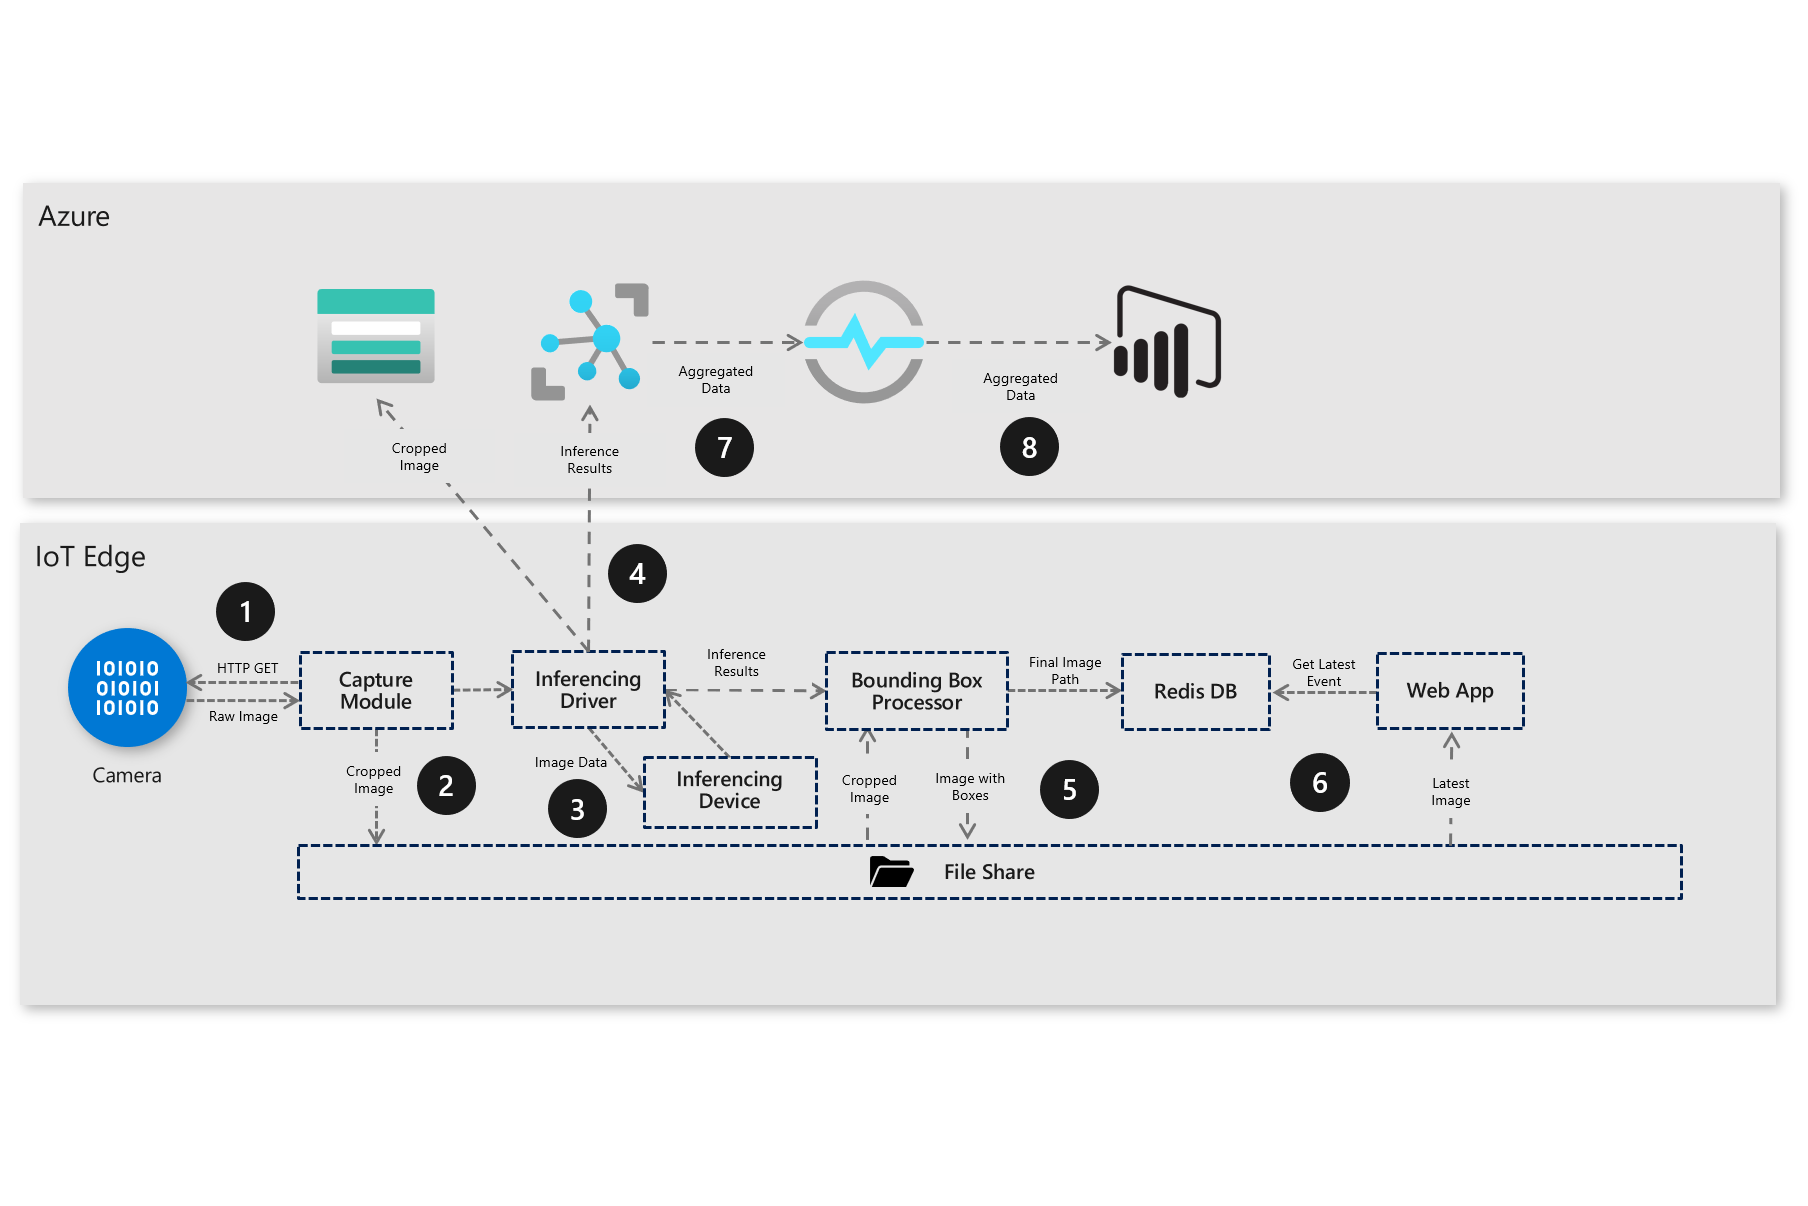 Azure
Aggregated
Data
Aggregated
Data
7
8
Cropped
Image
Inference
Results
IoT Edge
4
1
IOIOIO
OIOIOI
IOIOIO
Camera
HTTP GET
Raw Image
Capture
Module
Inferencing
Driver
Inference
Results
Bounding Box
Processor
Final Image
Path
Redis DB
Get Latest
Event
Web App
Cropped
Image
2
Image Data
3
Inferencing
Device
Cropped
Image
Image with
Boxes
5
6
Latest
Image
File Share